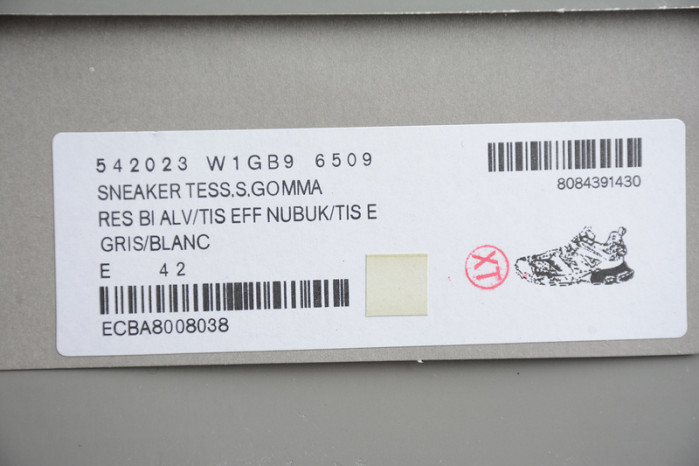 542023 W1GB9 6509
SNEAKER TESS.S.GOMMA
RES BI ALV/TIS EFF NUBUK/TIS E
GRIS/BLANC
E 42
ECBA8008038
8084391430
XT